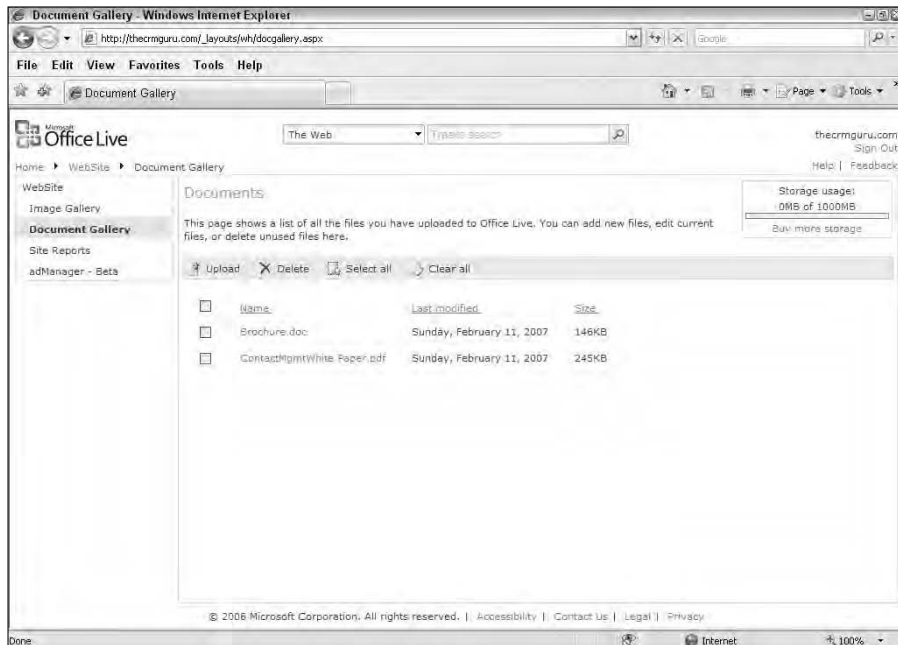 Document Gallery - Windows Internet Explorer
http://thecrmguru.com/_layouts/wh/docgallery.aspx
Google
File Edit View Favorites Tools Help
Document Gallery
Page Tools
Microsoft
Office Live
The Web
search
thecrmguru.com
Sign Out
Home WebSite Document Gallery
Help | Feedback
WebSite
Image Gallery
Document Gallery
Site Reports
adManager - Beta
Documents
This page shows a list of all the files you have uploaded to Office Live. You can add new files, edit current
files, or delete unused files here.
Storage usage:
0MB of 1000MB
Buy more storage
Upload Delete Select all Clear all
Name Last modified Size
Brochure.doc Sunday, February 11, 2007 146KB
ContactMgmtWhite Paper.pdf Sunday, February 11, 2007 245KB
© 2006 Microsoft Corporation. All rights reserved. | Accessibility | Contact Us | Legal | Privacy
Done
Internet
100%